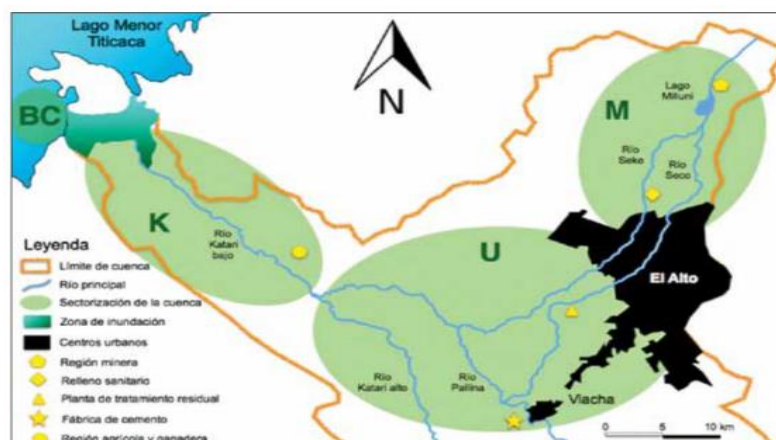 Lago Menor
Titicaca
BC
N
M
Lago Milluni
Río
Seke
Río
Seco
K
Río
Katari
bajo
U
El Alto
Río
Katari alto
Río
Pallina
Viacha
Leyenda
Límite de cuenca
Río principal
Sectorización de la cuenca
Zona de inundación
Centros urbanos
Región minera
Relleno sanitario
Planta de tratamiento residual
Fábrica de cemento
Región agrícola y ganadera
0 5 10 km